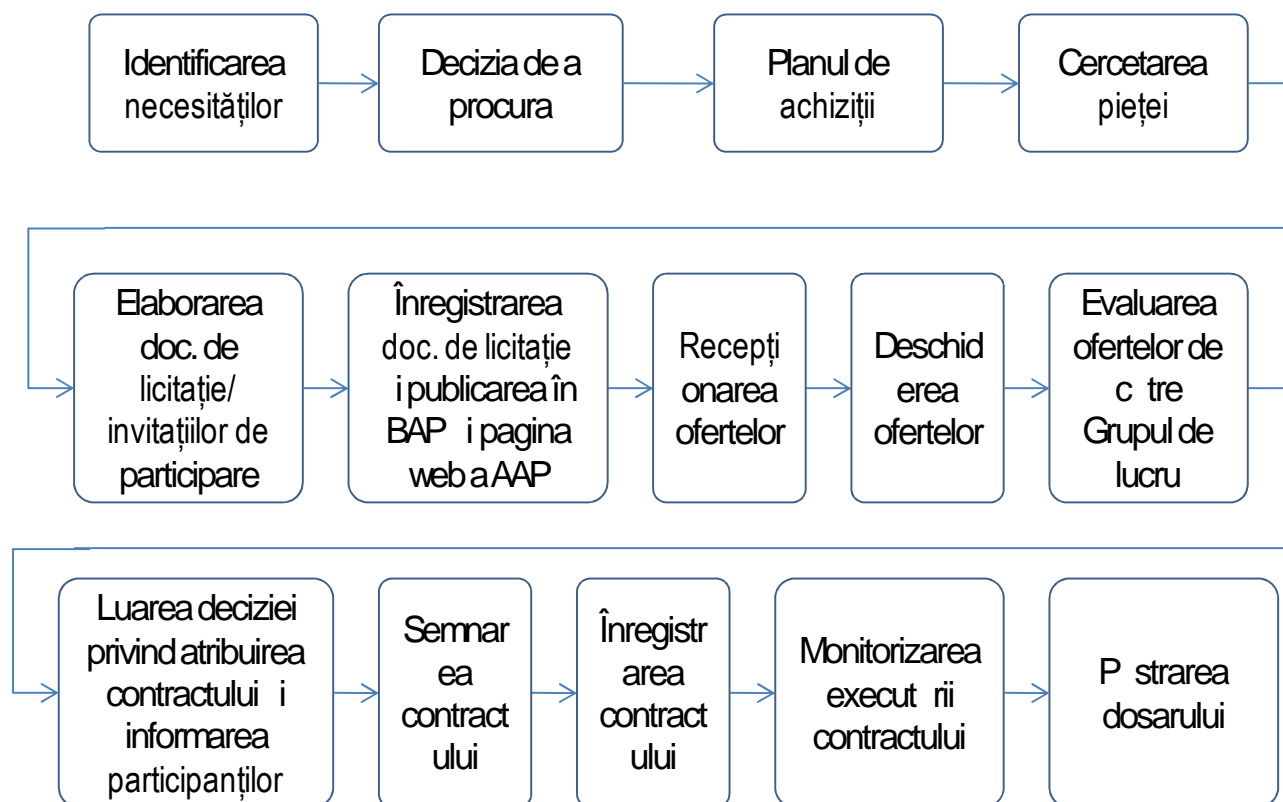 Identificarea
necesităților
Decizia de a
procura
Planul de
achiziții
Cercetarea
pieței
Elaborarea
doc. de
licitație/
invitațiilor de
participare
Înregistrarea
doc. de licitație
i publicarea în
BAP i pagina
web a AAP
Recepți
onarea
ofertelor
Deschid
erea
ofertelor
Evaluarea
ofertelor de
c tre
Grupul de
lucru
Luarea deciziei
privind atribuirea
contractului i
informarea
participanților
Semnar
ea
contract
ului
Înregistr
area
contract
ului
Monitorizarea
execut rii
contractului
P strarea
dosarului